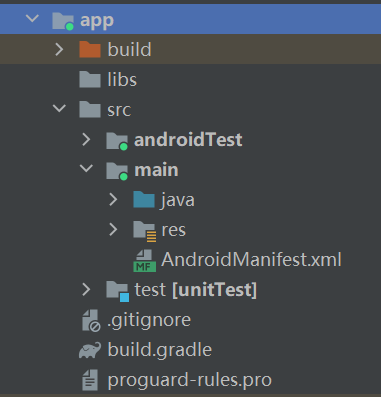 app
build
libs
src
androidTest
main
java
res
MF AndroidManifest.xml
test [unitTest]
.gitignore
build.gradle
proguard-rules.pro